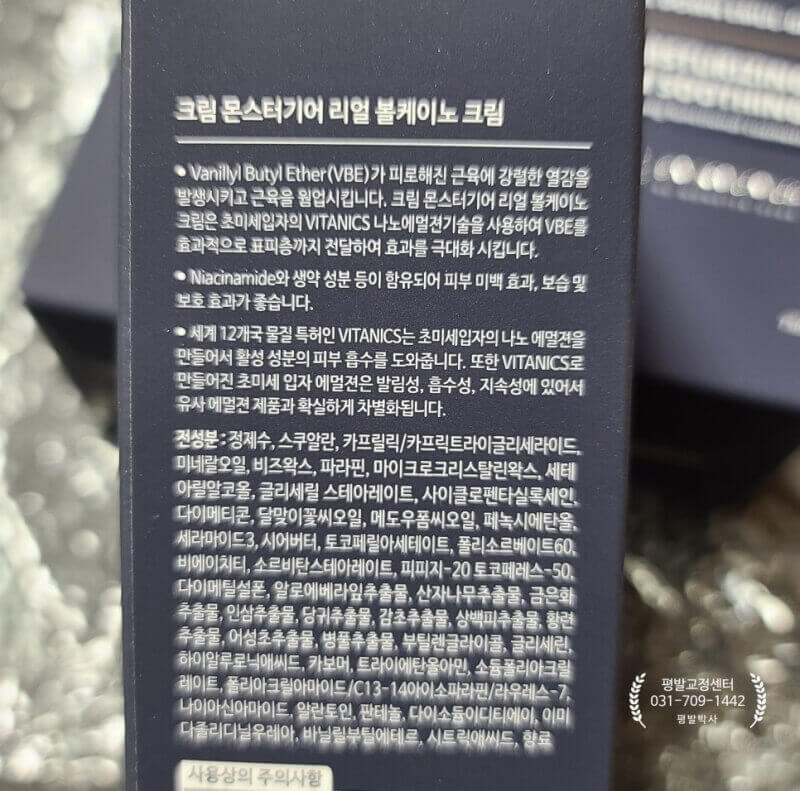 크림 몬스터기어 리얼 볼케이노 크림
• Vanillyl Butyl Ether(VBE)가 피로해진 근육에 강렬한 열감을
발생시키고 근육을 웜업시킵니다. 크림 몬스터기어 리얼 볼케이노
크림은 초미세입자의 VITANICS 나노에멀젼기술을 사용하여 VBE를
효과적으로 표피층까지 전달하여 효과를 극대화 시킵니다.
• Niacinamide와 생약 성분 등이 함유되어 피부 미백 효과, 보습 및
보호 효과가 좋습니다.
• 세계 12개국 물질 특허인 VITANICS는 초미세입자의 나노 에멀젼을
만들어서 활성 성분의 피부 흡수를 도와줍니다. 또한 VITANICS로
만들어진 초미세 입자 에멀젼은 발림성, 흡수성, 지속성에 있어서
유사 에멀젼 제품과 확실하게 차별화됩니다.
전성분 : 정제수, 스쿠알란, 카프릴릭/카프릭트라이글리세라이드,
미네랄오일, 비즈왁스, 파라핀, 마이크로크리스탈린왁스, 세테
아릴알코올, 글리세릴 스테아레이트, 사이클로펜타실록세인,
다이메티콘, 달맞이꽃씨오일, 메도우폼씨오일, 페녹시에탄올,
세라마이드3, 시어버터, 토코페릴아세테이트, 폴리소르베이트60,
비에이치티, 소르비탄스테아레이트, 피피지-20 토코페레스-50,
다이메틸설폰, 알로에베라잎추출물, 산자나무추출물, 금은화
추출물, 인삼추출물, 당귀추출물, 감초추출물, 상백피추출물, 황련
추출물, 어성초추출물, 병풀추출물, 부틸렌글라이콜, 글리세린,
하이알루로닉애씨드, 카보머, 트라이에탄올아민, 소듐폴리아크릴
레이트, 폴리아크릴아마이드/C13-14아이소파라핀/라우레스-7,
나이아신아마이드, 알란토인, 판테놀, 다이소듐이디티에이, 이미
다졸리디닐우레아, 바닐릴부틸에테르, 시트릭애씨드, 향료
사용상의 주의사항
SOOTHING
평발교정센터
031-709-1442
평발박사